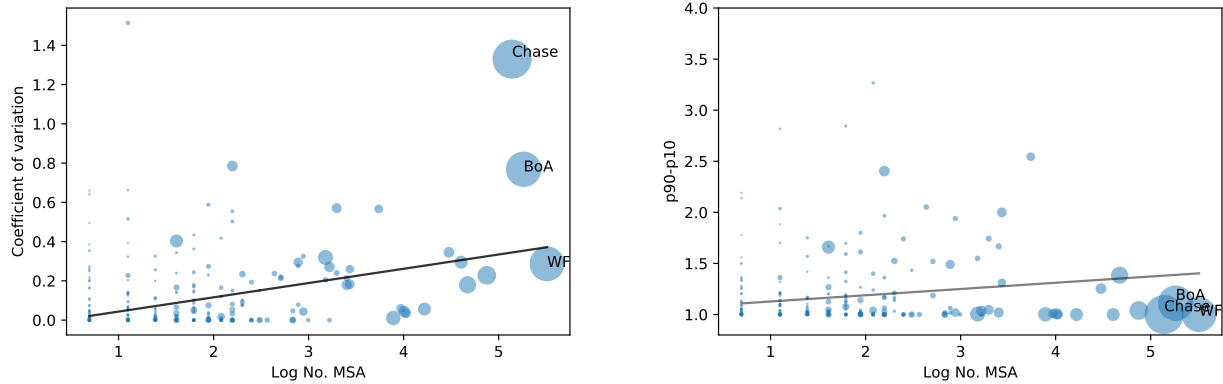 1.4
1.2
1.0
0.8
0.6
0.4
0.2
0.0
Coefficient of variation
Chase
BoA
WF
1 2 3 4 5
Log No. MSA
4.0
3.5
3.0
2.5
2.0
1.5
1.0
p90-p10
BoA
Chase
WF
1 2 3 4 5
Log No. MSA